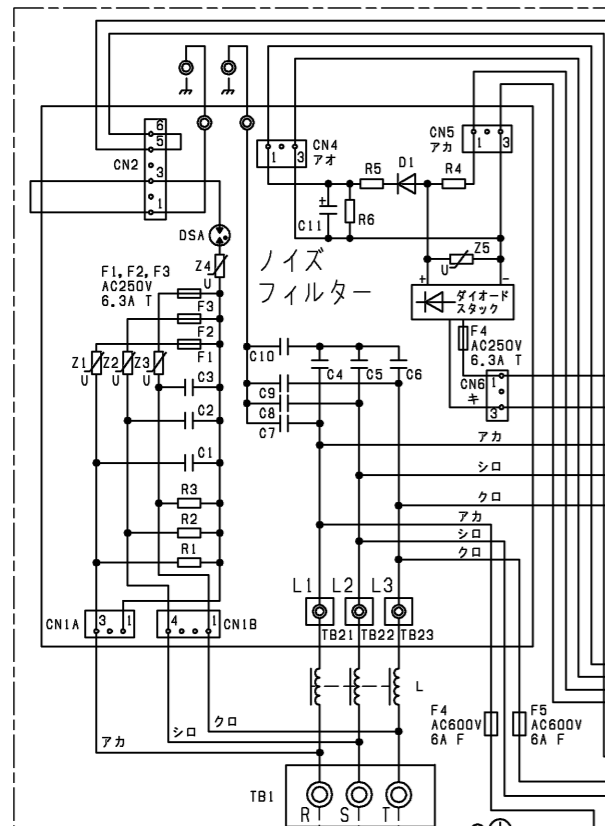 6
5
CN2
3
1
CN4
アオ
1
3
CN5
アカ
1
3
R5
D1
R4
C11
+
R6
DSA
Z4
U
ノイズ
フィルター
Z5
U
+
-
ダイオード
スタック
F1, F2, F3
AC250V
6.3A T
F3
F2
F1
F4
AC250V
6.3A T
CN6
キ
1
3
Z1
U
Z2
U
Z3
U
C10
C4
C5
C6
C9
C8
C7
C3
C2
C1
アカ
シロ
クロ
アカ
シロ
クロ
R3
R2
R1
L1
L2
L3
TB21
TB22
TB23
CN1A
3
1
4
1
CN1B
L
F4
AC600V
6A F
F5
AC600V
6A F
クロ
シロ
アカ
TB1
R
S
T